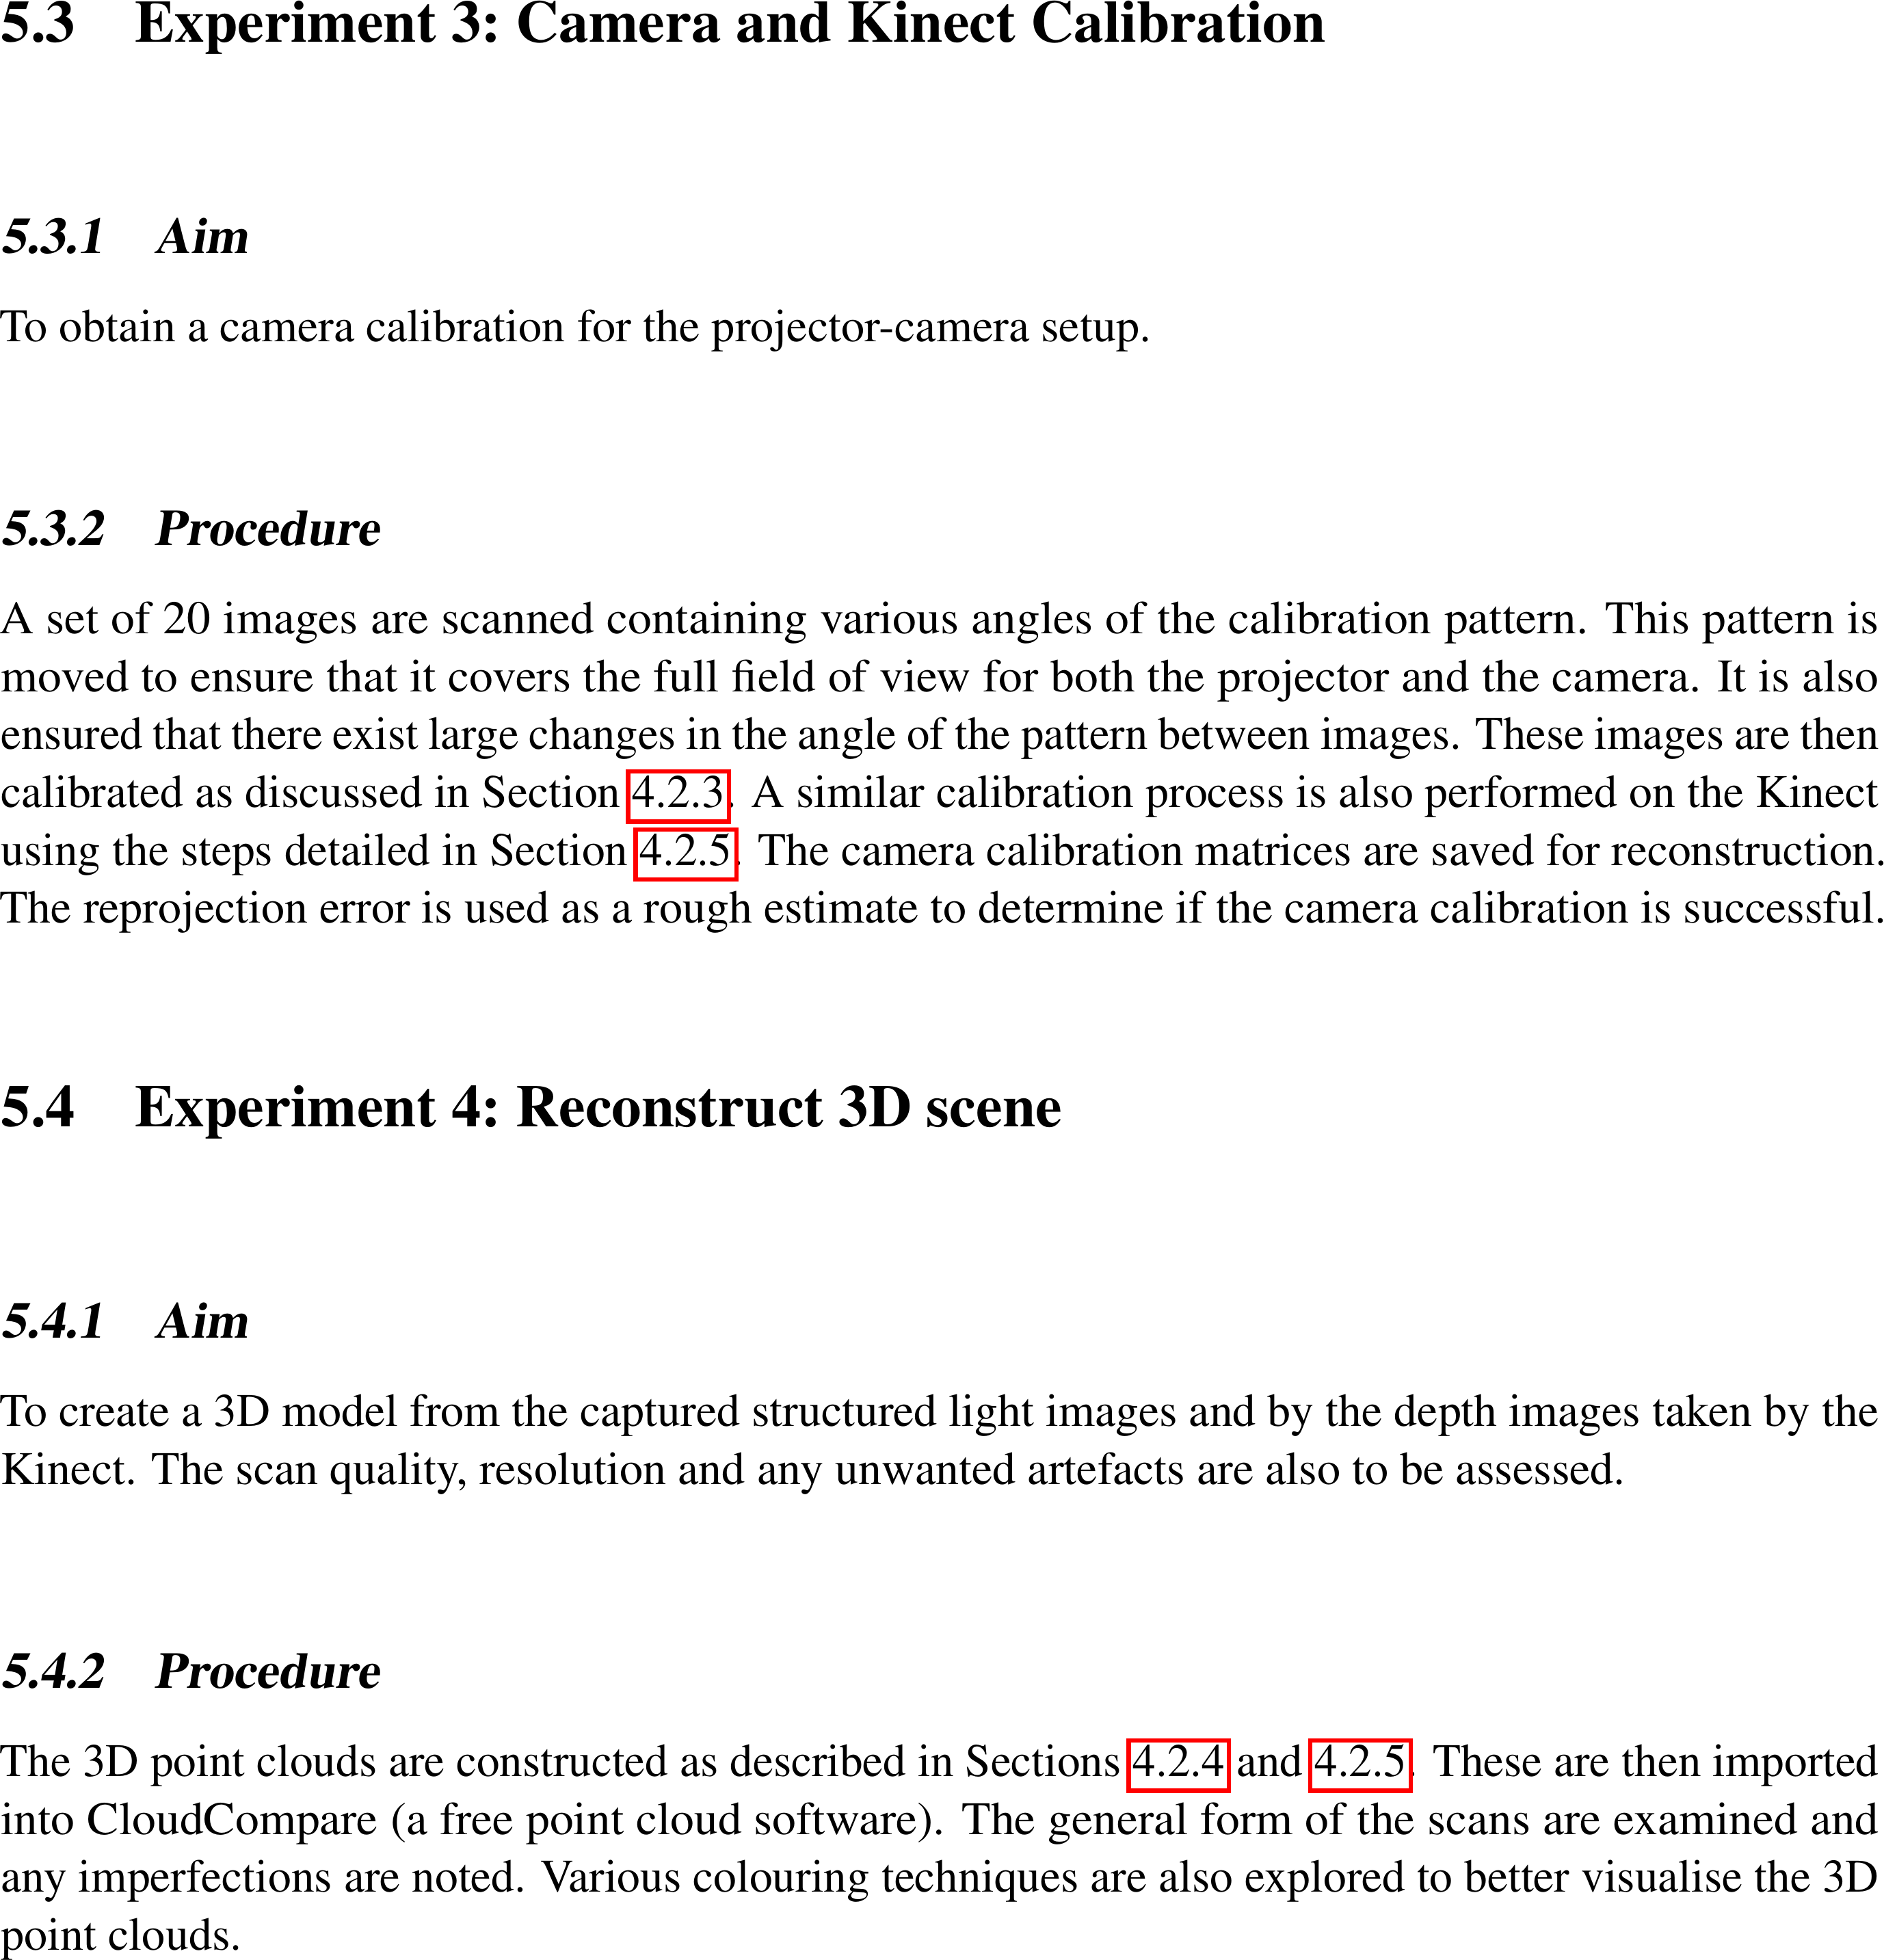 5.3 Experiment 3: Camera and Kinect Calibration
5.3.1 Aim
To obtain a camera calibration for the projector-camera setup.
5.3.2 Procedure
A set of 20 images are scanned containing various angles of the calibration pattern. This pattern is
moved to ensure that it covers the full field of view for both the projector and the camera. It is also
ensured that there exist large changes in the angle of the pattern between images. These images are then
calibrated as discussed in Section 4.2.3. A similar calibration process is also performed on the Kinect
using the steps detailed in Section 4.2.5. The camera calibration matrices are saved for reconstruction.
The reprojection error is used as a rough estimate to determine if the camera calibration is successful.
5.4 Experiment 4: Reconstruct 3D scene
5.4.1 Aim
To create a 3D model from the captured structured light images and by the depth images taken by the
Kinect. The scan quality, resolution and any unwanted artefacts are also to be assessed.
5.4.2 Procedure
The 3D point clouds are constructed as described in Sections 4.2.4 and 4.2.5. These are then imported
into CloudCompare (a free point cloud software). The general form of the scans are examined and
any imperfections are noted. Various colouring techniques are also explored to better visualise the 3D
point clouds.